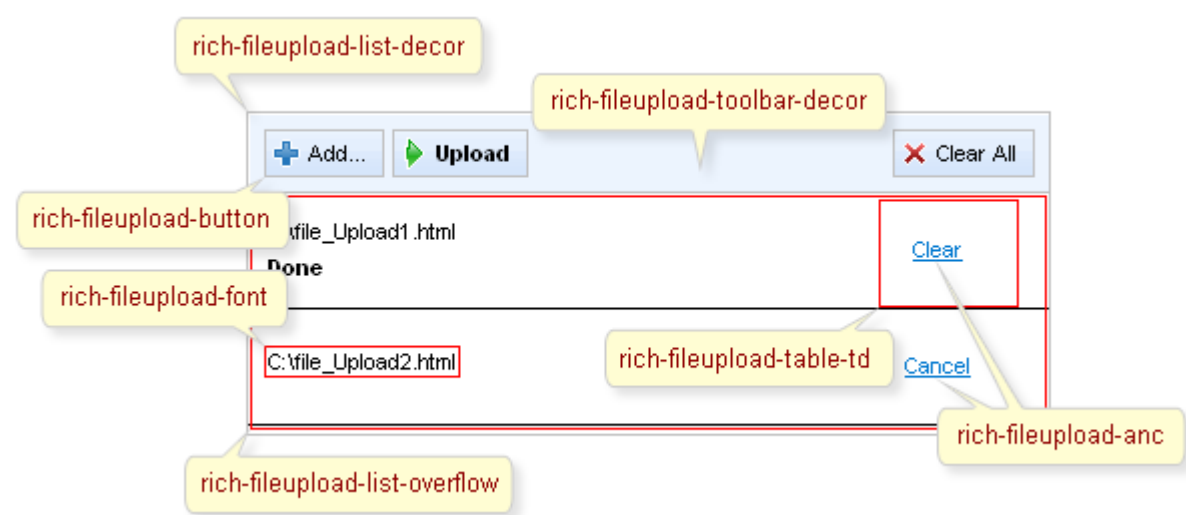 rich-fileupload-list-decor
rich-fileupload-toolbar-decor
Add... Upload Clear All
rich-fileupload-button
\file_Upload1.html
Clear
Done
rich-fileupload-font
rich-fileupload-table-td
C:\file_Upload2.html
Cancel
rich-fileupload-anc
rich-fileupload-list-overflow